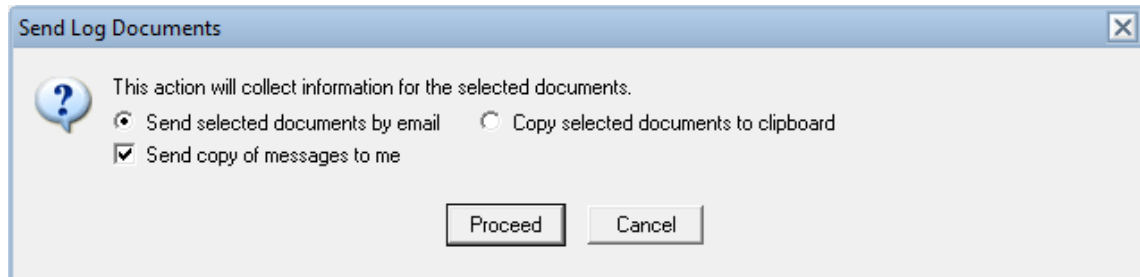 Send Log Documents
This action will collect information for the selected documents.
Send selected documents by email Copy selected documents to clipboard
Send copy of messages to me
Proceed Cancel